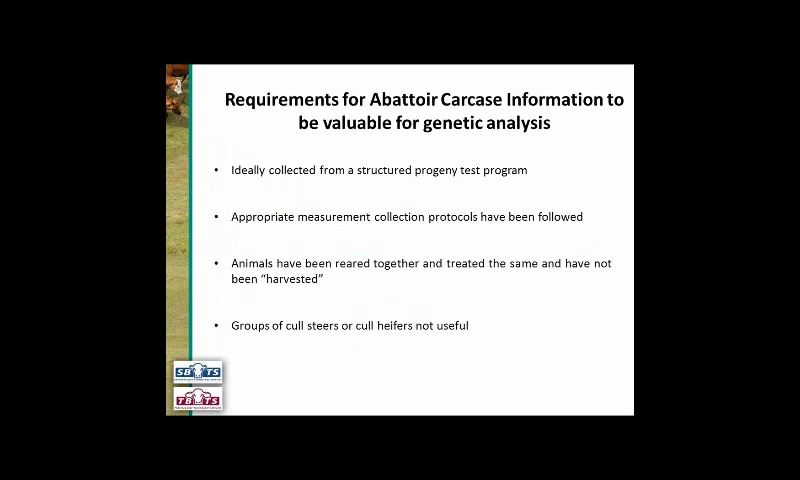 Requirements for Abattoir Carcase Information to
be valuable for genetic analysis
• Ideally collected from a structured progeny test program
• Appropriate measurement collection protocols have been followed
• Animals have been reared together and treated the same and have not
been “harvested”
• Groups of cull steers or cull heifers not useful
SBTS
TBTS